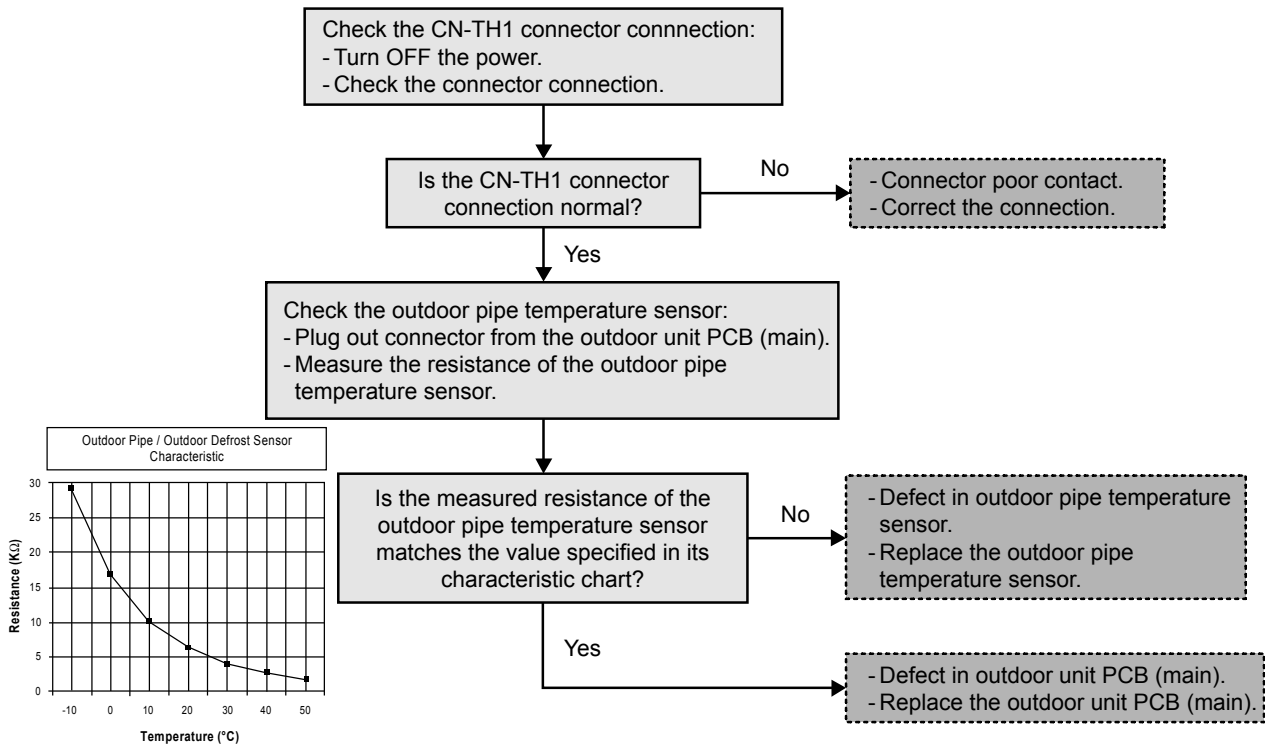 Check the CN-TH1 connector connnection:
- Turn OFF the power.
- Check the connector connection.
Is the CN-TH1 connector
connection normal?
No
- Connector poor contact.
- Correct the connection.
Yes
Check the outdoor pipe temperature sensor:
- Plug out connector from the outdoor unit PCB (main).
- Measure the resistance of the outdoor pipe
temperature sensor.
Outdoor Pipe / Outdoor Defrost Sensor
Characteristic
30
25
20
15
10
5
0
Resistance (KΩ)
-10 0 10 20 30 40 50
Temperature (°C)
Is the measured resistance of the
outdoor pipe temperature sensor
matches the value specified in its
characteristic chart?
No
- Defect in outdoor pipe temperature
sensor.
- Replace the outdoor pipe
temperature sensor.
Yes
- Defect in outdoor unit PCB (main).
- Replace the outdoor unit PCB (main).